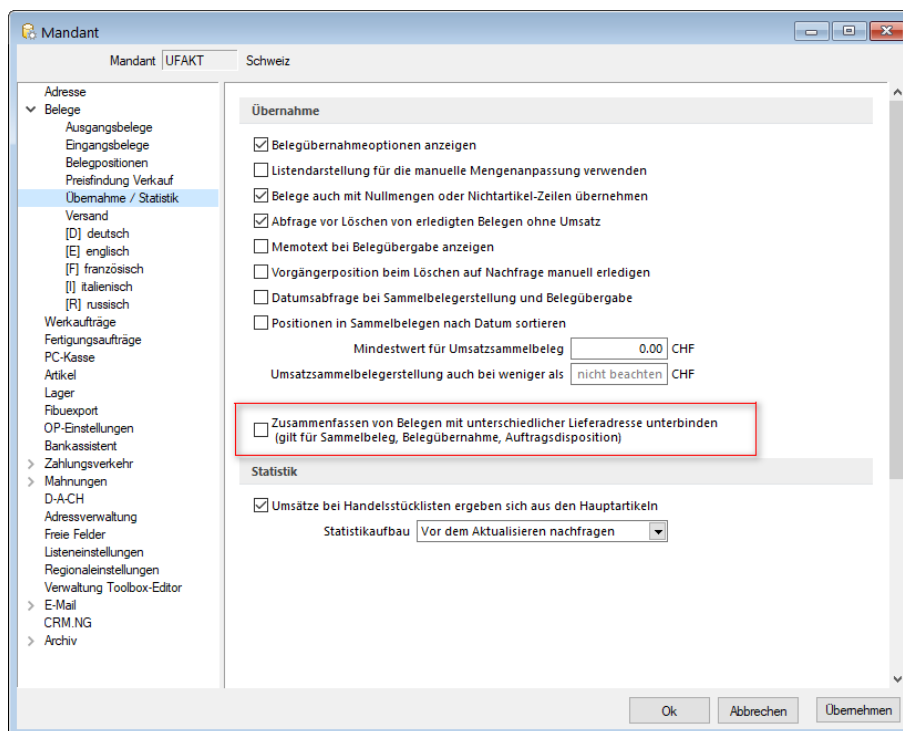 Mandant
Mandant UFAKT Schweiz
Adresse
Belege
Ausgangsbelege
Eingangsbelege
Belegpositionen
Preisfindung Verkauf
Übernahme / Statistik
Versand
[D] deutsch
[E] englisch
[F] französisch
[I] italienisch
[R] russisch
Werkaufträge
Fertigungsaufträge
PC-Kasse
Artikel
Lager
Fibuexport
OP-Einstellungen
Bankassistent
Zahlungsverkehr
Mahnungen
D-A-CH
Adressverwaltung
Freie Felder
Listeneinstellungen
Regionaleinstellungen
Verwaltung Toolbox-Editor
E-Mail
CRM.NG
Archiv
Übernahme
Belegübernahmeoptionen anzeigen
Listendarstellung für die manuelle Mengenanpassung verwenden
Belege auch mit Nullmengen oder Nichtartikel-Zeilen übernehmen
Abfrage vor Löschen von erledigten Belegen ohne Umsatz
Memotext bei Belegübergabe anzeigen
Vorgängerposition beim Löschen auf Nachfrage manuell erledigen
Datumsabfrage bei Sammelbelegerstellung und Belegübergabe
Positionen in Sammelbelegen nach Datum sortieren
Mindestwert für Umsatzsammelbeleg 0.00 CHF
Umsatzsammelbelegerstellung auch bei weniger als nicht beachten CHF
Zusammenfassen von Belegen mit unterschiedlicher Lieferadresse unterbinden
(gilt für Sammelbeleg, Belegübernahme, Auftragsdisposition)
Statistik
Umsätze bei Handelsstücklisten ergeben sich aus den Hauptartikeln
Statistikaufbau Vor dem Aktualisieren nachfragen
Ok Abbrechen Übernehmen